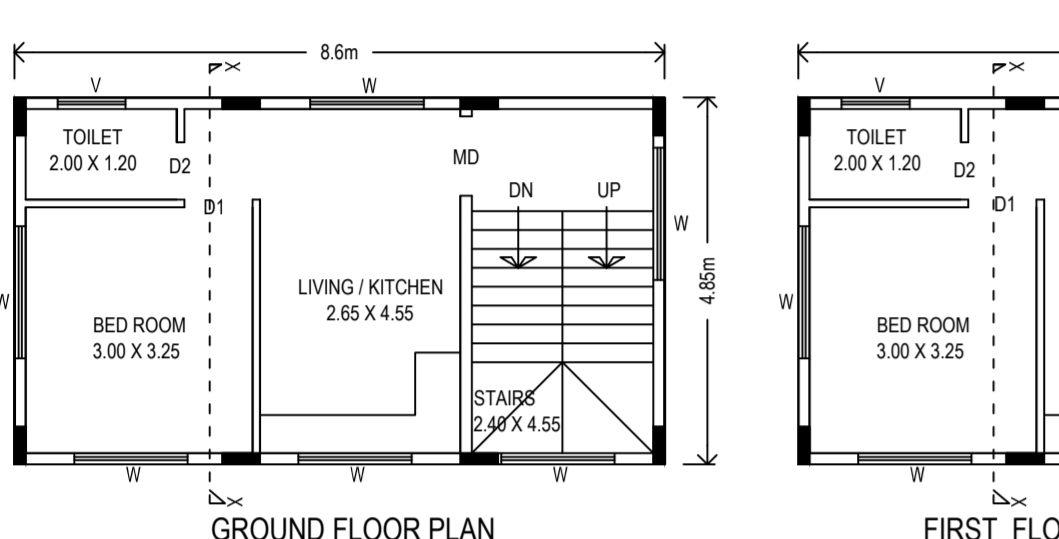 8.6m
X
X
V
W
V
TOILET
2.00 X 1.20
D2
MD
TOILET
2.00 X 1.20
D2
D1
DN
UP
W
D1
4.85m
W
LIVING / KITCHEN
2.65 X 4.55
W
BED ROOM
3.00 X 3.25
BED ROOM
3.00 X 3.25
STAIRS
2.40 X 4.55
W
W
W
W
X
X
GROUND FLOOR PLAN
FIRST FLO